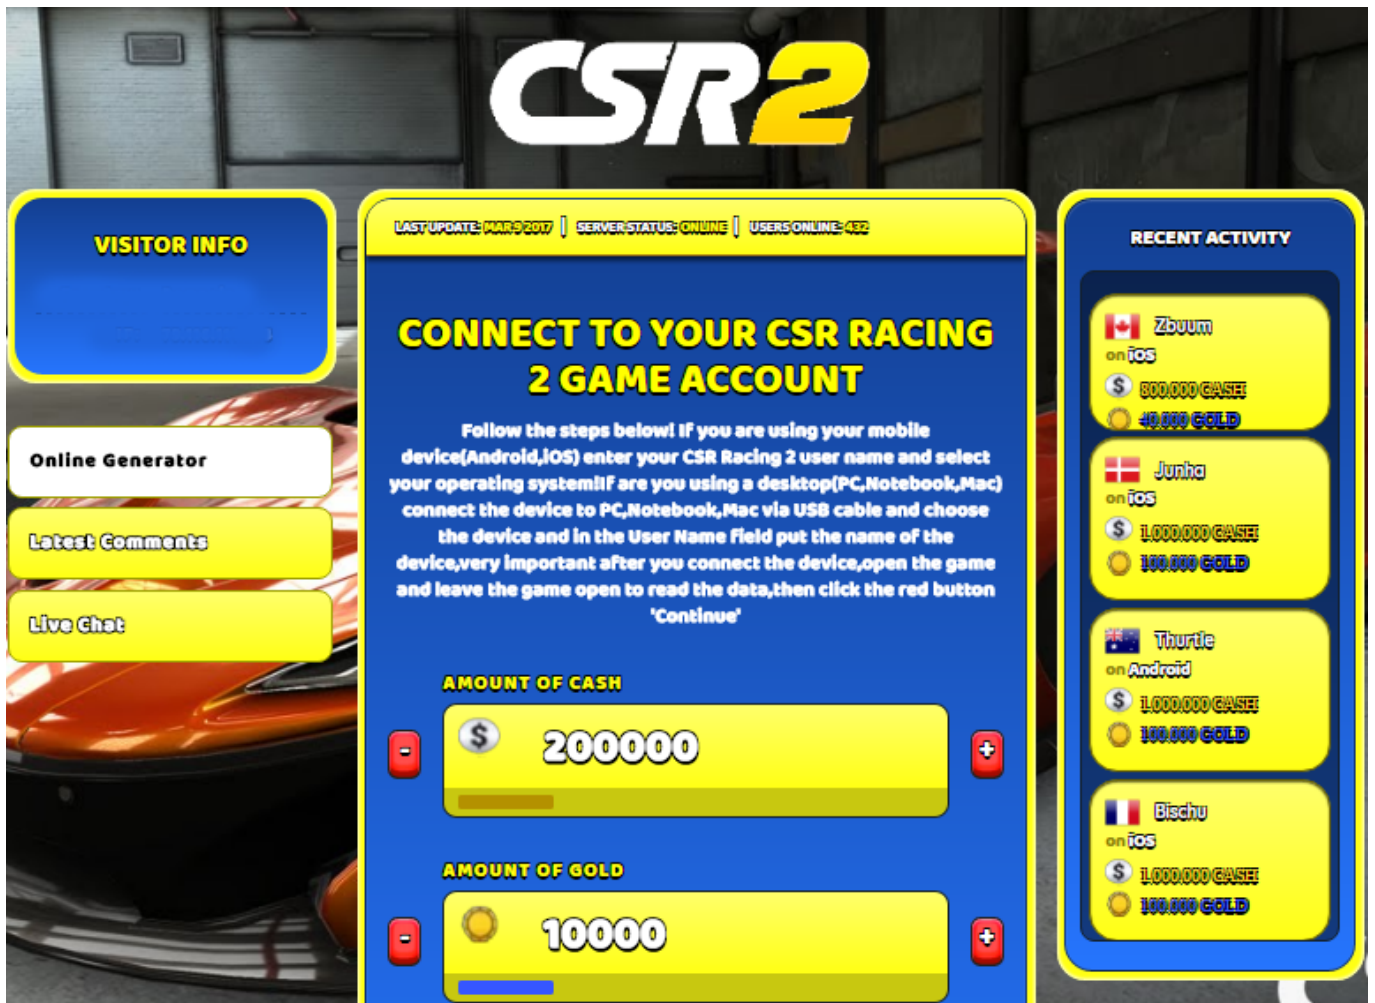 CSR2
VISITOR INFO
Online Generator
Latest Comments
Live Chat
LAST UPDATE: MAR.9 2017 | SERVER STATUS: ONLINE | USERS ONLINE: 432
CONNECT TO YOUR CSR RACING
2 GAME ACCOUNT
Follow the steps below! If you are using your mobile
device(Android,iOS) enter your CSR Racing 2 user name and select
your operating system!If are you using a desktop(PC,Notebook,Mac)
connect the device to PC,Notebook,Mac via USB cable and choose
the device and in the User Name field put the name of the
device,very important after you connect the device,open the game
and leave the game open to read the data,then click the red button
'Continue'
AMOUNT OF CASH
-
$
200000
+
AMOUNT OF GOLD
-
10000
+
RECENT ACTIVITY
Zbuum
on iOS
$ 800.000 CASH
40.000 GOLD
Junha
on iOS
$ 1.000.000 CASH
100.000 GOLD
Thurtle
on Android
$ 1.000.000 CASH
100.000 GOLD
Bischu
on iOS
$ 1.000.000 CASH
100.000 GOLD